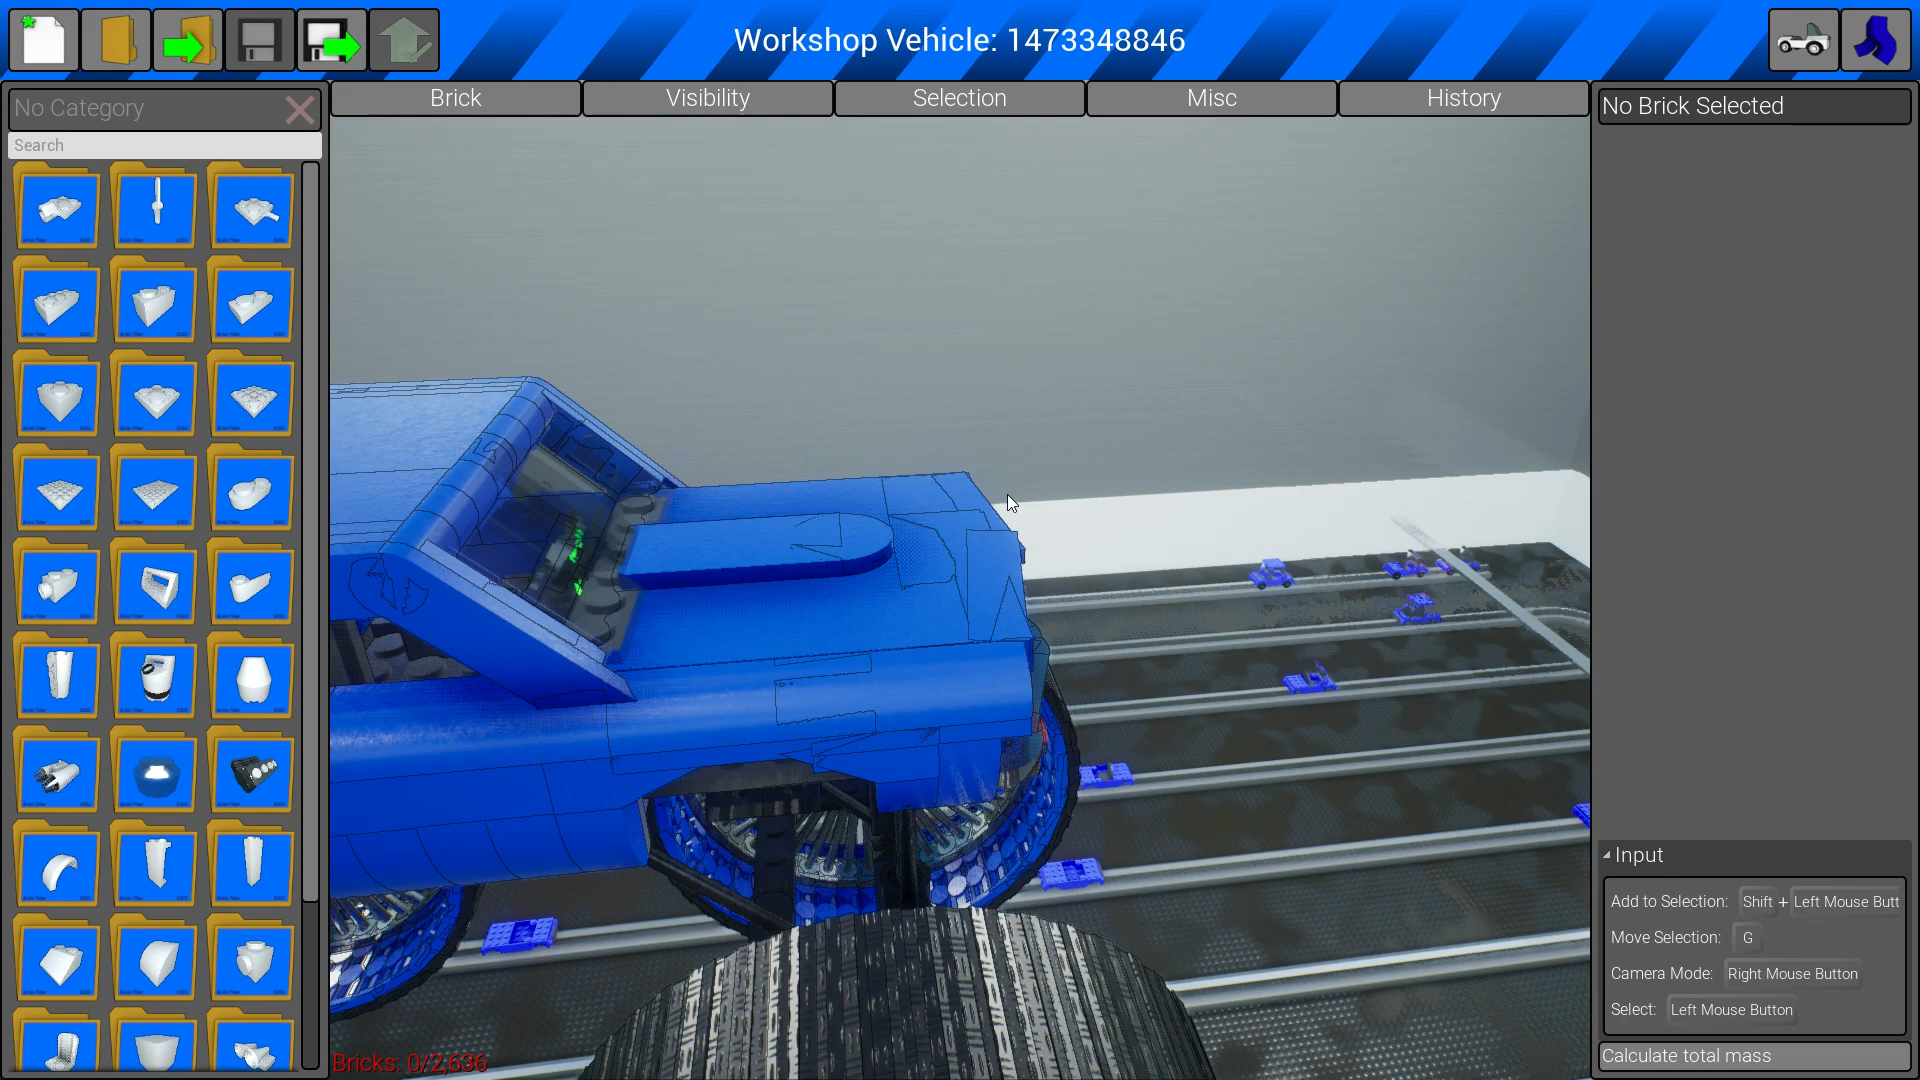 Workshop Vehicle: 1473348846
No Category
Search
Brick
Visibility
Selection
Misc
History
No Brick Selected
Input
Add to Selection: Shift + Left Mouse Butt
Move Selection: G
Camera Mode: Right Mouse Button
Select: Left Mouse Button
Calculate total mass
Bricks: 0/2,636